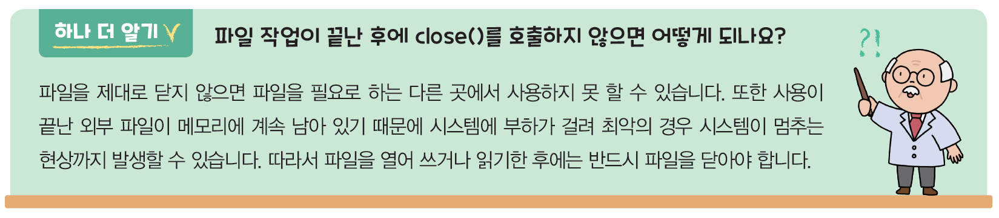 하나 더 알기
파일 작업이 끝난 후에 close()를 호출하지 않으면 어떻게 되나요?
?!
파일을 제대로 닫지 않으면 파일을 필요로 하는 다른 곳에서 사용하지 못 할 수 있습니다. 또한 사용이
끝난 외부 파일이 메모리에 계속 남아 있기 때문에 시스템에 부하가 걸려 최악의 경우 시스템이 멈추는
현상까지 발생할 수 있습니다. 따라서 파일을 열어 쓰거나 읽기한 후에는 반드시 파일을 닫아야 합니다.